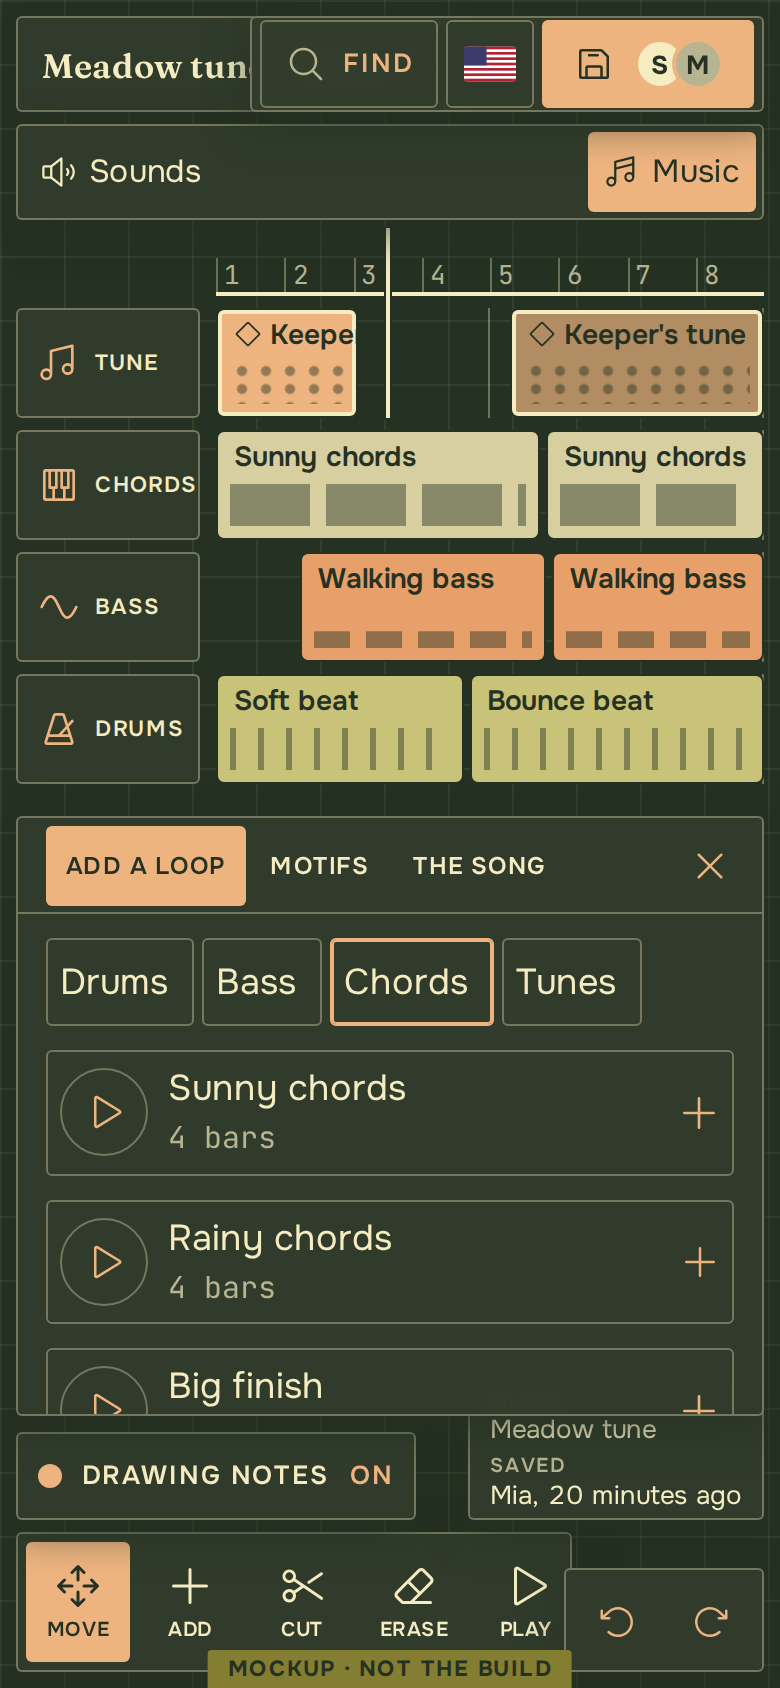 Meadow tun
FIND
S M
Sounds
Music
1 2 3 4 5 6 7 8
TUNE
Keepe
Keeper's tune
CHORDS
Sunny chords
Sunny chords
BASS
Walking bass
Walking bass
DRUMS
Soft beat
Bounce beat
ADD A LOOP
MOTIFS
THE SONG
Drums
Bass
Chords
Tunes
Sunny chords
4 bars
Rainy chords
4 bars
Big finish
Meadow tune
SAVED
Mia, 20 minutes ago
DRAWING NOTES ON
MOVE
ADD
CUT
ERASE
PLAY
MOCKUP · NOT THE BUILD